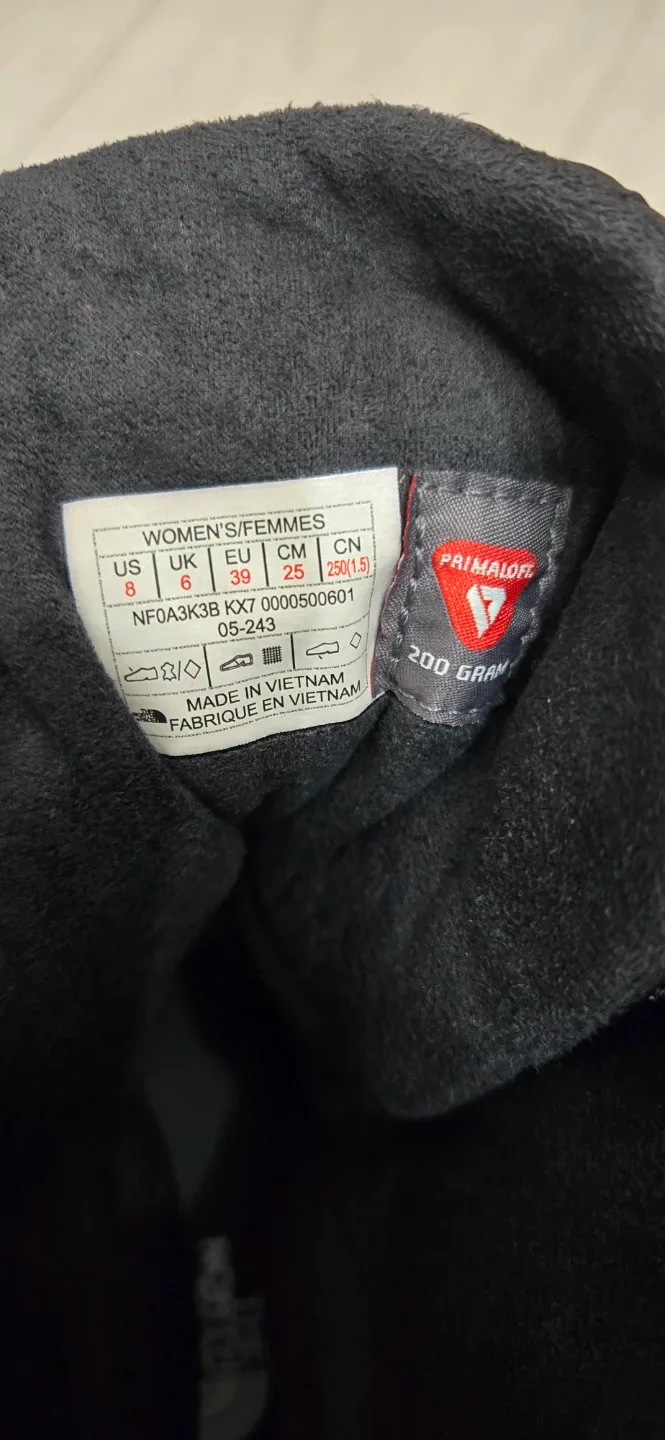 WOMEN'S/FEMMES
US UK EU CM CN
8 6 39 25 250(1.5)
NF0A3K3B KX7 0000500601
05-243
MADE IN VIETNAM
FABRIQUE EN VIETNAM
PRIMALOFT
200 GRAM